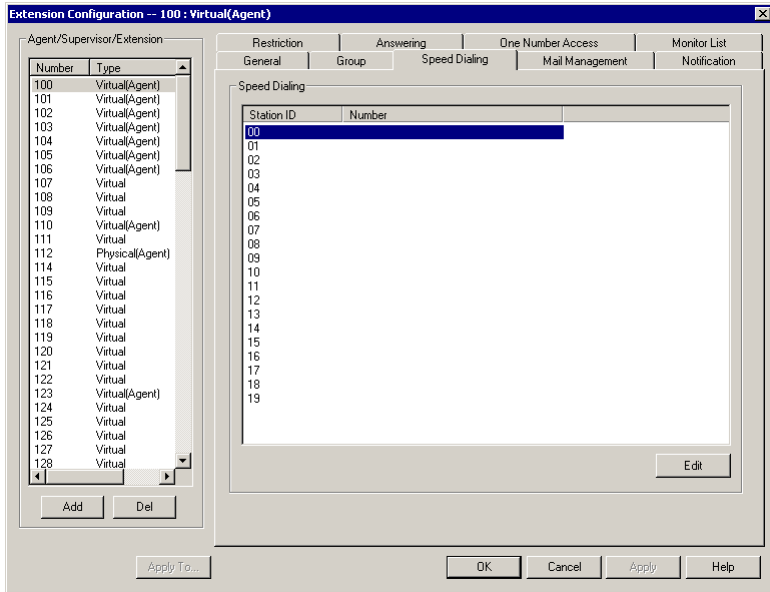 Extension Configuration -- 100 : Virtual(Agent)
Agent/Supervisor/Extension
Number Type
100 Virtual(Agent)
101 Virtual(Agent)
102 Virtual(Agent)
103 Virtual(Agent)
104 Virtual(Agent)
105 Virtual(Agent)
106 Virtual(Agent)
107 Virtual
108 Virtual
109 Virtual
110 Virtual(Agent)
111 Virtual
112 Physical(Agent)
114 Virtual
115 Virtual
116 Virtual
117 Virtual
118 Virtual
119 Virtual
120 Virtual
121 Virtual
122 Virtual
123 Virtual(Agent)
124 Virtual
125 Virtual
126 Virtual
127 Virtual
128 Virtual
Add Del
Restriction Answering One Number Access Monitor List
General Group Speed Dialing Mail Management Notification
Speed Dialing
Station ID Number
00
01
02
03
04
05
06
07
08
09
10
11
12
13
14
15
16
17
18
19
Edit
Apply To... OK Cancel Apply Help